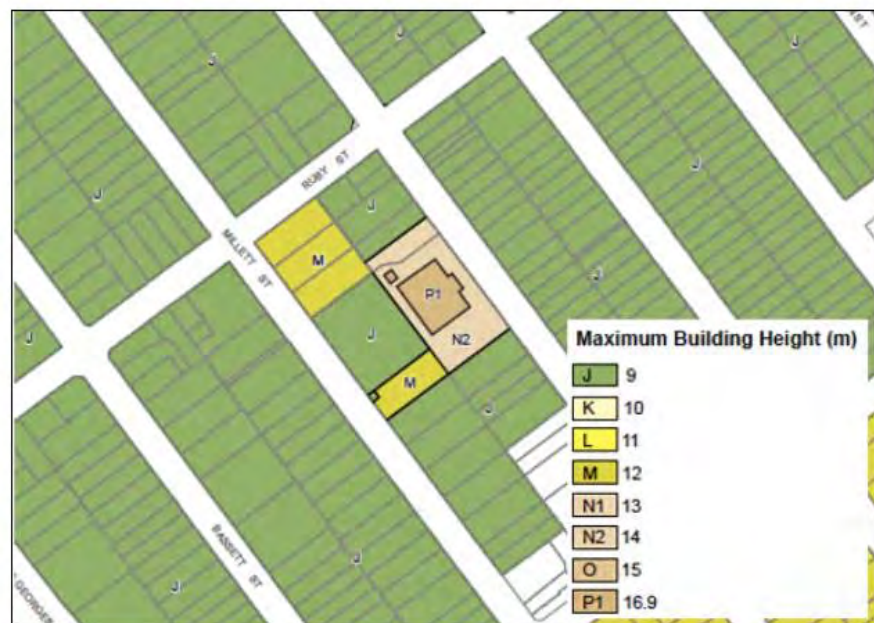 J
J
J
ST
J
J
RUBY ST
J
MILLETT ST
M
P1
J
J
J
N2
M
J
BASSETT ST
J
J
Maximum Building Height (m)
J 9
K 10
L 11
M 12
N1 13
N2 14
O 15
P1 16.9